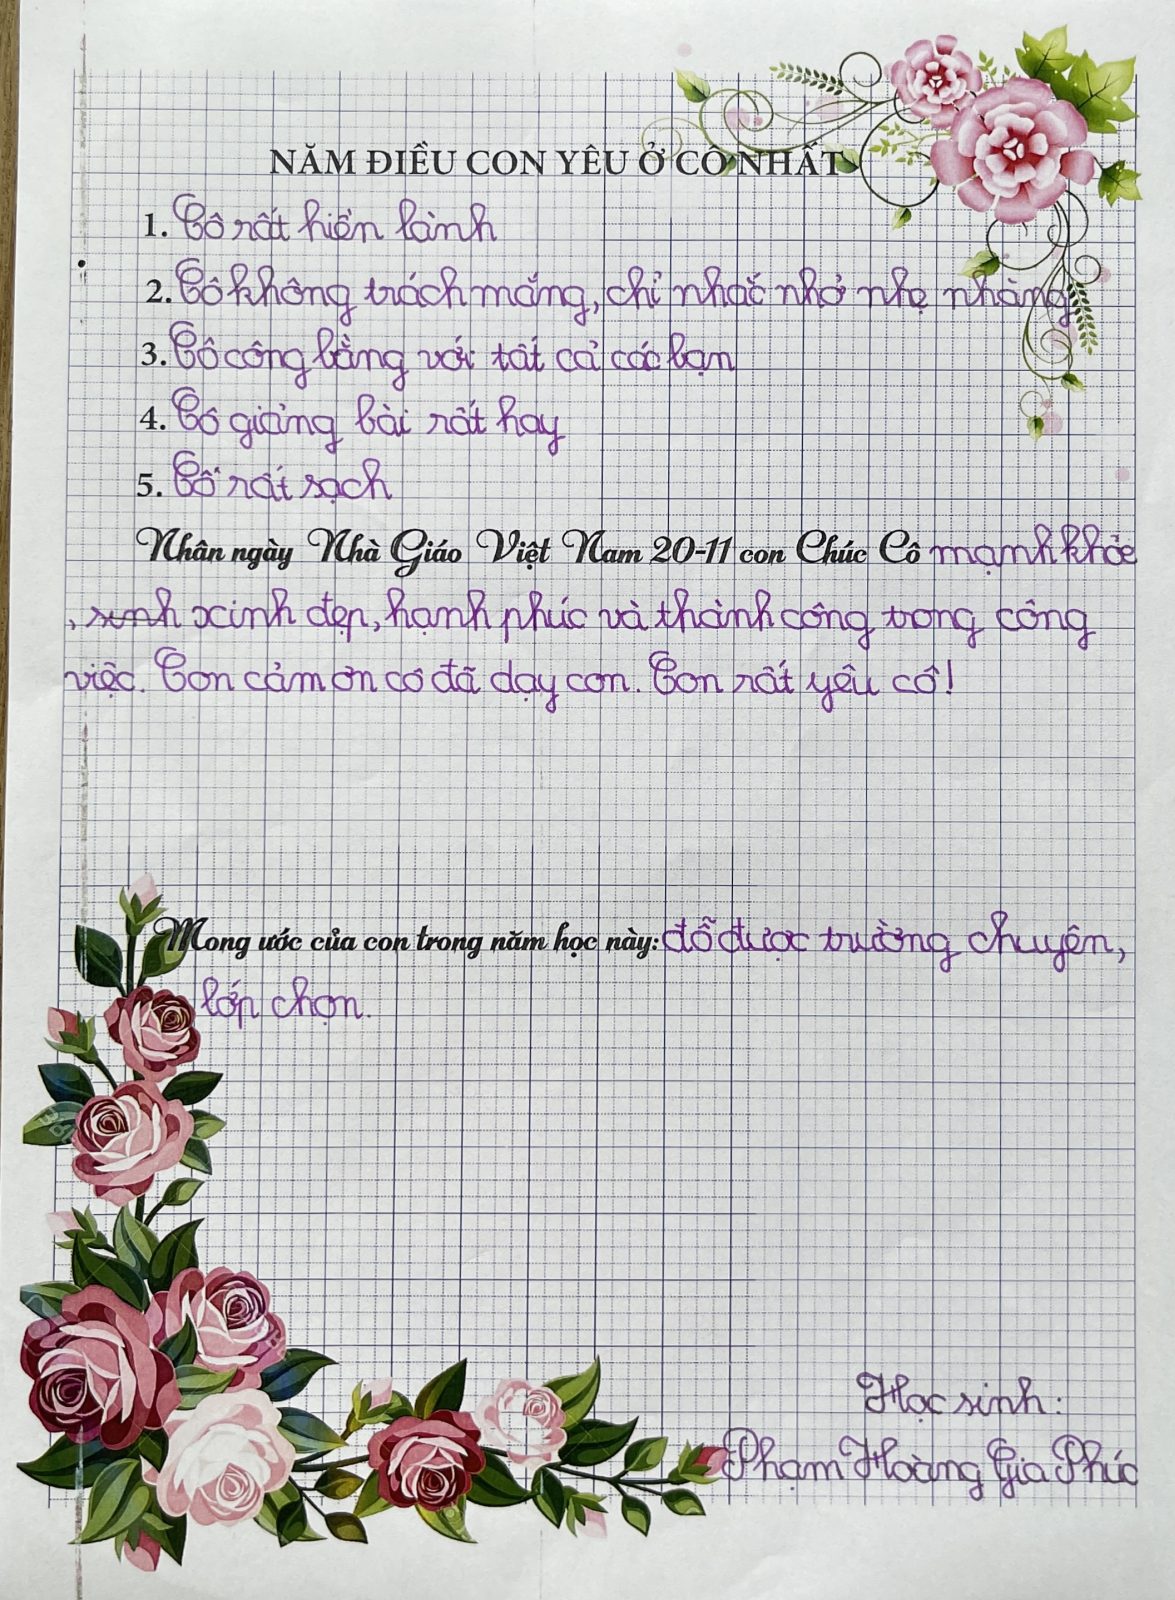 NĂM ĐIỀU CON YÊU Ở CÔ NHẤT
1. Cô rất hiền lành
2. Cô không trách mắng, chỉ nhắc nhở nhẹ nhàng
3. Cô công bằng với tất cả các bạn
4. Cô giảng bài rất hay
5. Cô rất sạch
Nhân ngày Nhà Giáo Việt Nam 20-11 con Chúc Cô mạnh khỏe
, sinh xinh đẹp, hạnh phúc và thành công trong công
việc. Con cảm ơn cô đã dạy con. Con rất yêu cô!
Mong ước của con trong năm học này: đỗ được trường chuyên,
lớp chọn.
Học sinh:
Phạm Hoàng Gia Phúc